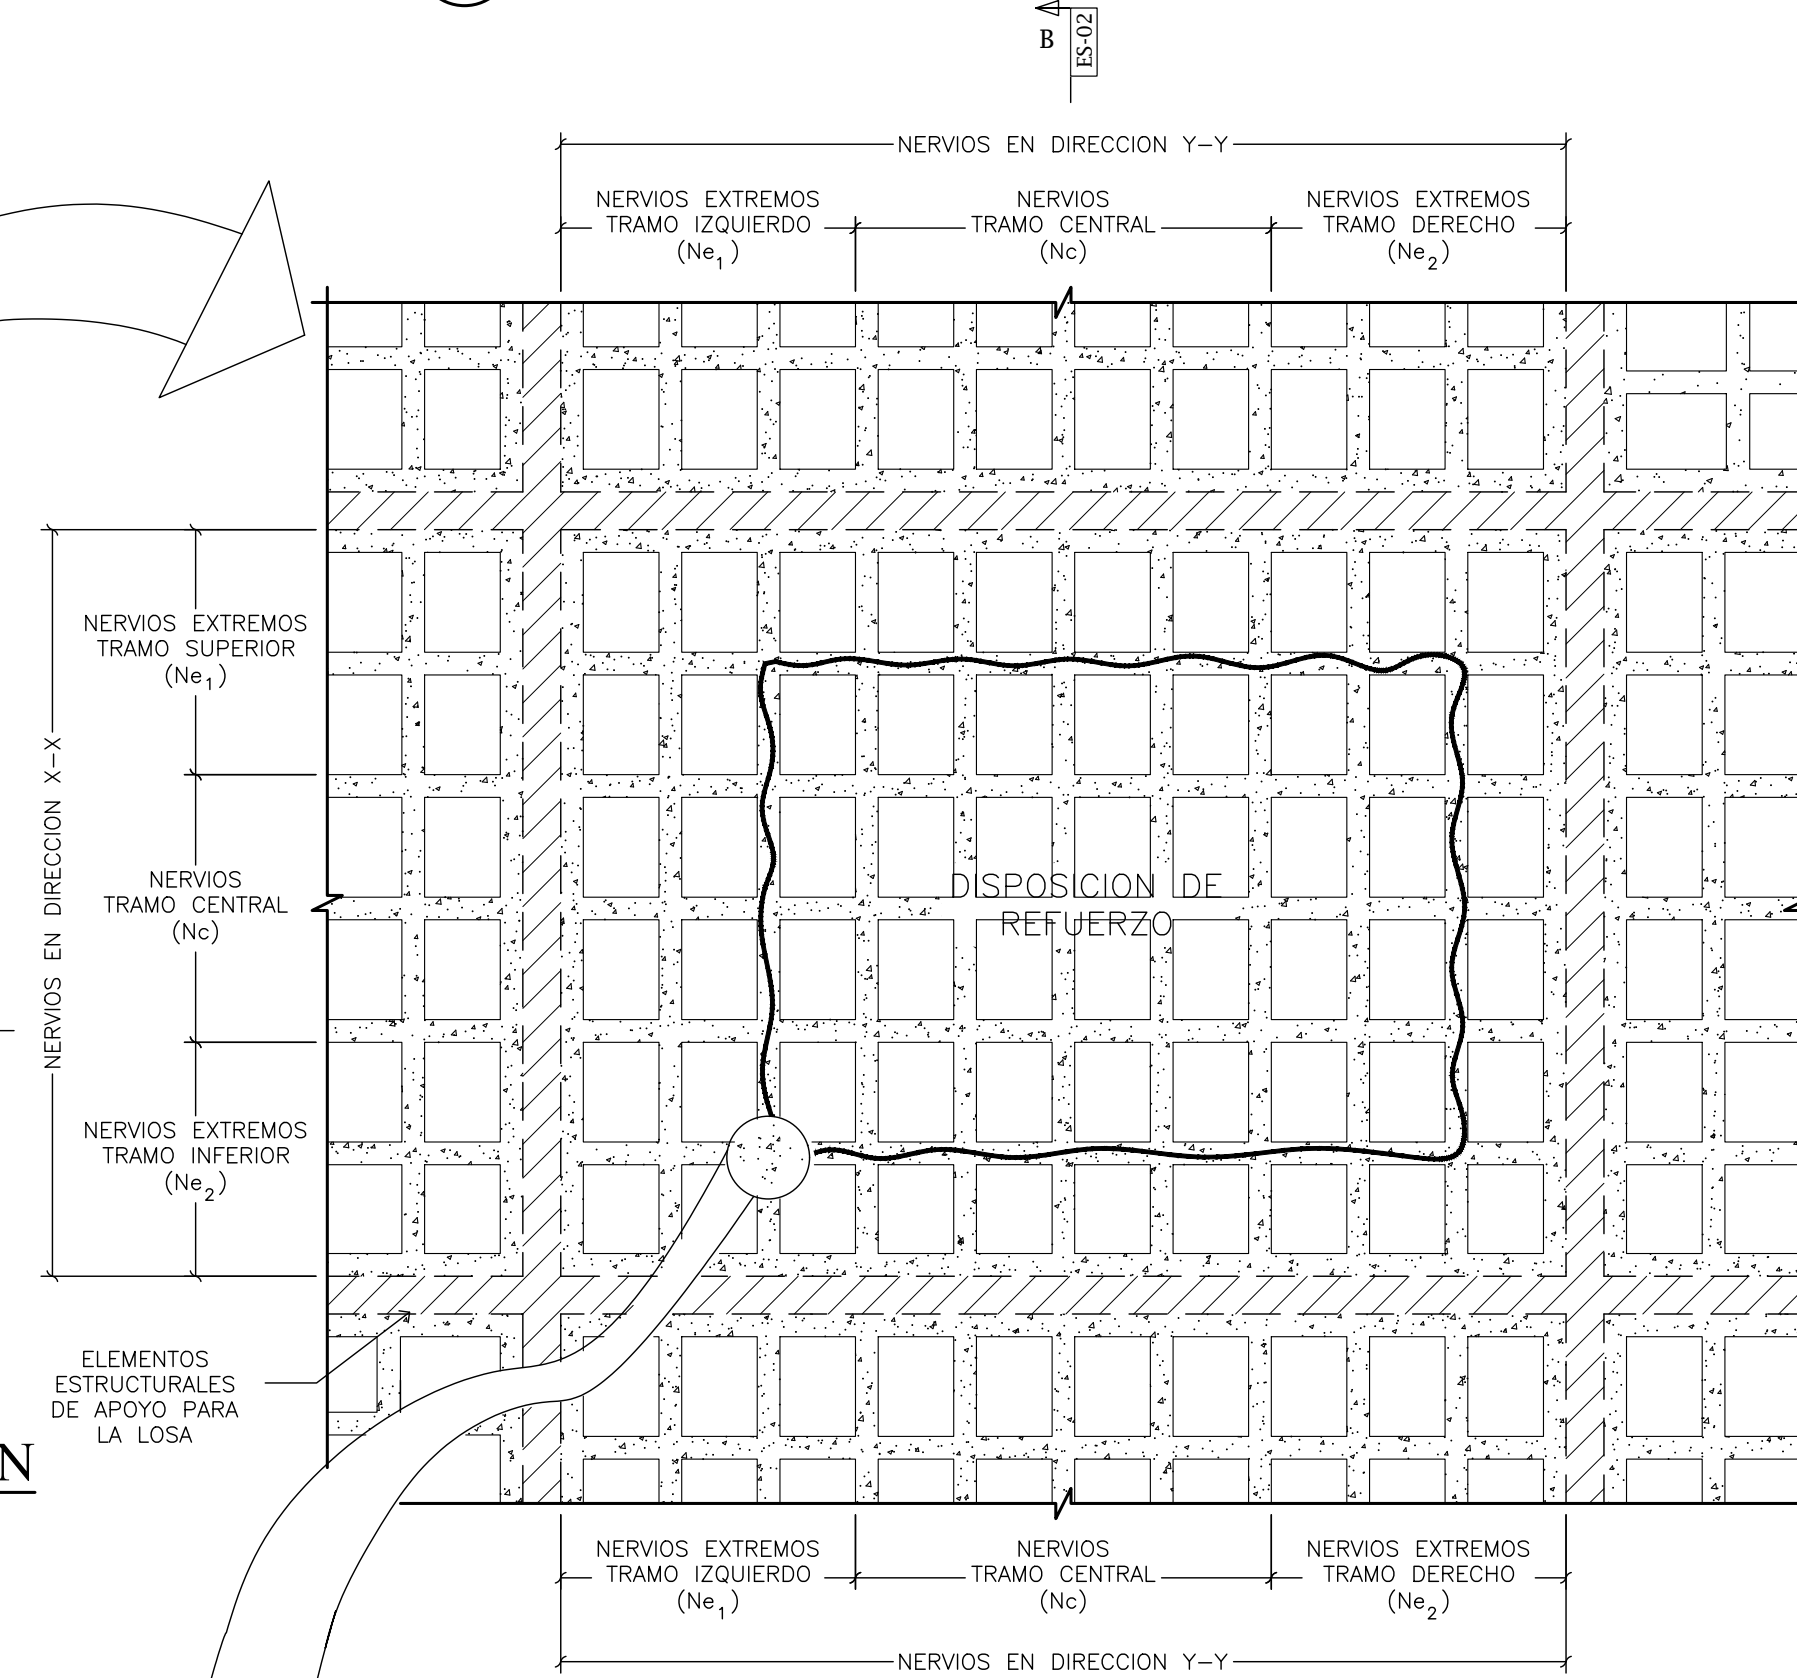 B
ES-02
NERVIOS EN DIRECCION Y-Y
NERVIOS EXTREMOS
TRAMO IZQUIERDO
(Ne1)
NERVIOS
TRAMO CENTRAL
(Nc)
NERVIOS EXTREMOS
TRAMO DERECHO
(Ne2)
NERVIOS EN DIRECCION X-X
NERVIOS EXTREMOS
TRAMO SUPERIOR
(Ne1)
NERVIOS
TRAMO CENTRAL
(Nc)
NERVIOS EXTREMOS
TRAMO INFERIOR
(Ne2)
DISPOSICION DE
REFUERZO
ELEMENTOS
ESTRUCTURALES
DE APOYO PARA
LA LOSA
N
NERVIOS EXTREMOS
TRAMO IZQUIERDO
(Ne1)
NERVIOS
TRAMO CENTRAL
(Nc)
NERVIOS EXTREMOS
TRAMO DERECHO
(Ne2)
NERVIOS EN DIRECCION Y-Y